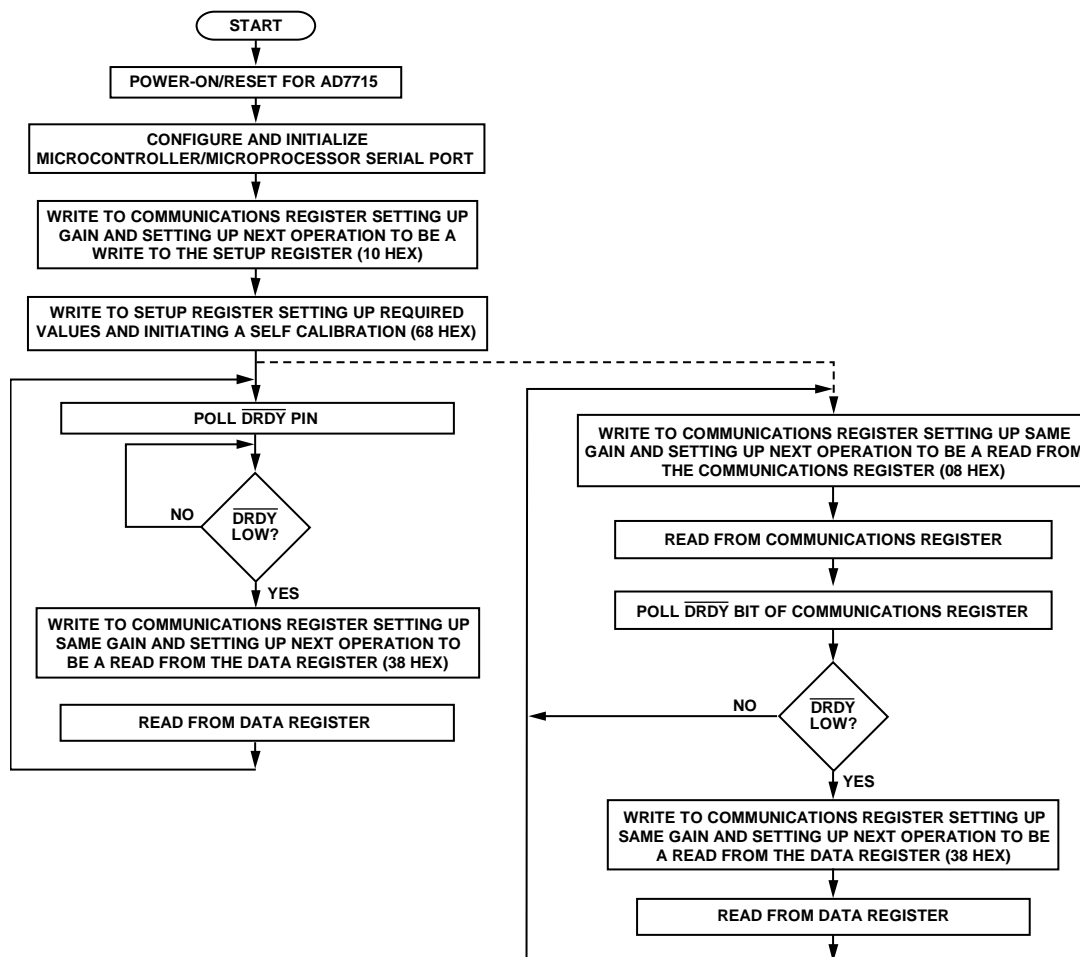 START
POWER-ON/RESET FOR AD7715
CONFIGURE AND INITIALIZE
MICROCONTROLLER/MICROPROCESSOR SERIAL PORT
WRITE TO COMMUNICATIONS REGISTER SETTING UP
GAIN AND SETTING UP NEXT OPERATION TO BE A
WRITE TO THE SETUP REGISTER (10 HEX)
WRITE TO SETUP REGISTER SETTING UP REQUIRED
VALUES AND INITIATING A SELF CALIBRATION (68 HEX)
POLL DRDY PIN
NO
DRDY
LOW?
YES
WRITE TO COMMUNICATIONS REGISTER SETTING UP
SAME GAIN AND SETTING UP NEXT OPERATION TO
BE A READ FROM THE DATA REGISTER (38 HEX)
READ FROM DATA REGISTER
WRITE TO COMMUNICATIONS REGISTER SETTING UP SAME
GAIN AND SETTING UP NEXT OPERATION TO BE A READ FROM
THE COMMUNICATIONS REGISTER (08 HEX)
READ FROM COMMUNICATIONS REGISTER
POLL DRDY BIT OF COMMUNICATIONS REGISTER
NO
DRDY
LOW?
YES
WRITE TO COMMUNICATIONS REGISTER SETTING UP
SAME GAIN AND SETTING UP NEXT OPERATION TO BE
A READ FROM THE DATA REGISTER (38 HEX)
READ FROM DATA REGISTER